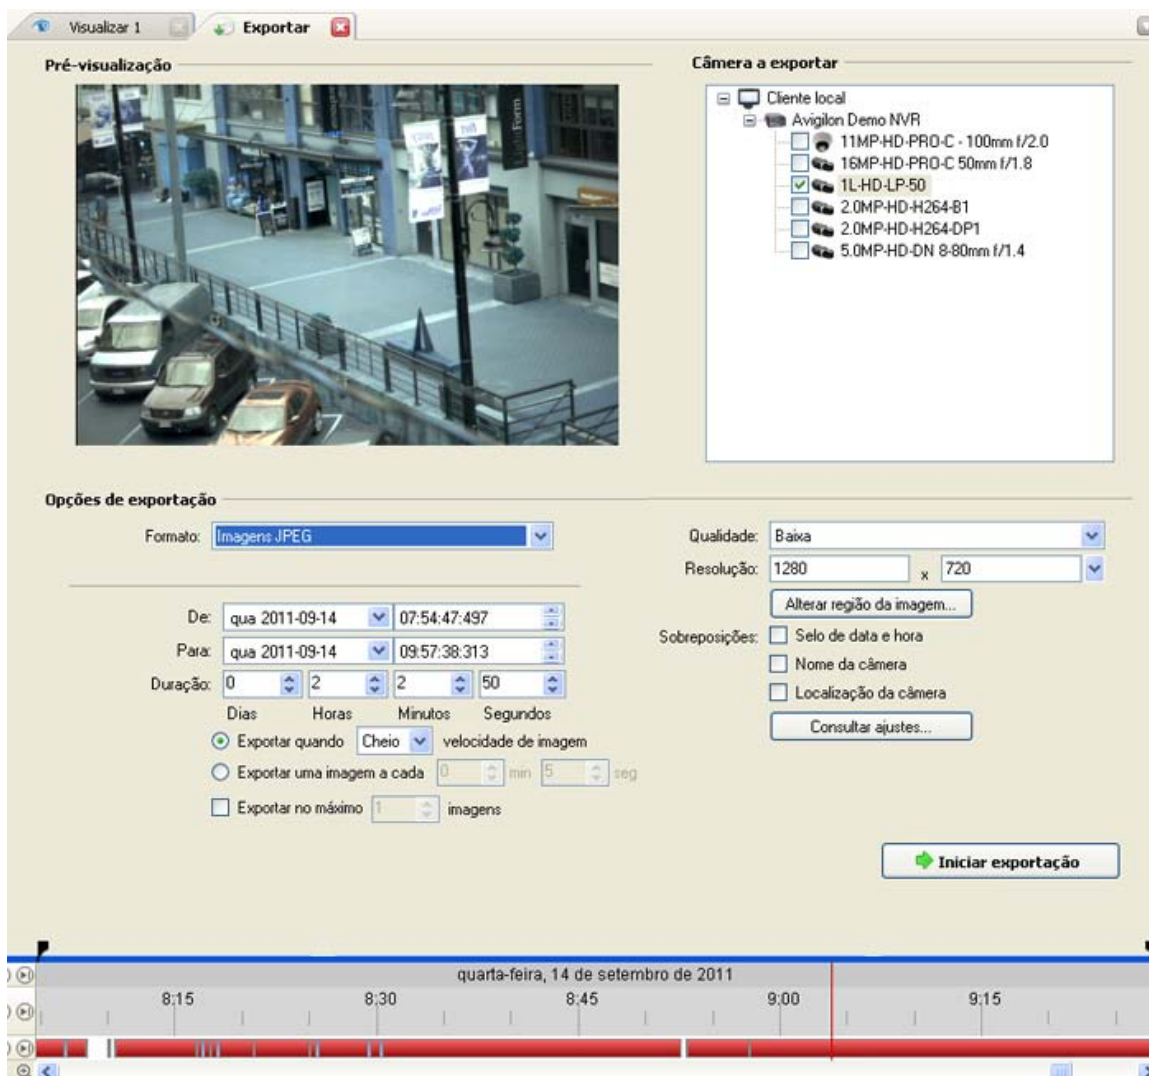 Visualizar 1
Exportar
Pré-visualização
Câmera a exportar
Cliente local
Avigilon Demo NVR
11MP-HD-PRO-C - 100mm f/2.0
16MP-HD-PRO-C 50mm f/1.8
1L-HD-LP-50
2.0MP-HD-H264-B1
2.0MP-HD-H264-DP1
5.0MP-HD-DN 8-80mm f/1.4
Opções de exportação
Formato: Imagens JPEG
Qualidade: Baixa
Resolução: 1280 x 720
Alterar região da imagem...
De: qua 2011-09-14 07:54:47:497
Para: qua 2011-09-14 09:57:38:313
Duração: 0 2 2 50
Dias Horas Minutos Segundos
Sobreposições: Selo de data e hora
Nome da câmera
Localização da câmera
Consultar ajustes...
Exportar quando Cheio velocidade de imagem
Exportar uma imagem a cada 0 min 5 seg
Exportar no máximo 1 imagens
Iniciar exportação
quarta-feira, 14 de setembro de 2011
8:15 8:30 8:45 9:00 9:15